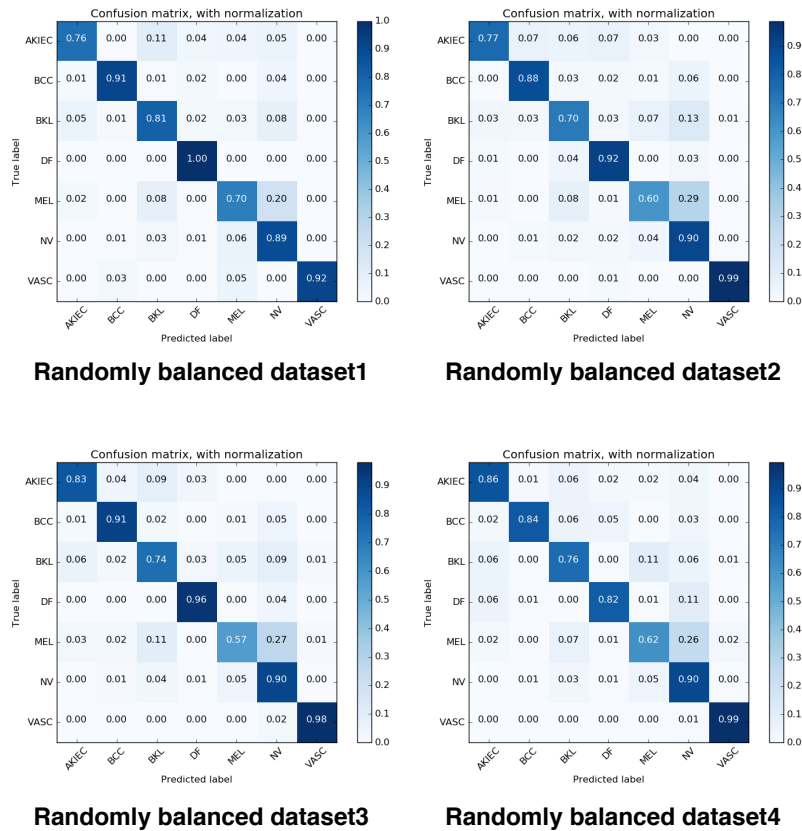 Confusion matrix, with normalization
AKIEC 0.76 0.00 0.11 0.04 0.04 0.05 0.00
BCC 0.01 0.91 0.01 0.02 0.00 0.04 0.00
BKL 0.05 0.01 0.81 0.02 0.03 0.08 0.00
DF 0.00 0.00 0.00 1.00 0.00 0.00 0.00
MEL 0.02 0.00 0.08 0.00 0.70 0.20 0.00
NV 0.00 0.01 0.03 0.01 0.06 0.89 0.00
VASC 0.00 0.03 0.00 0.00 0.05 0.00 0.92
True label
AKIEC BCC BKL DF MEL NV VASC
Predicted label
1.0
0.9
0.8
0.7
0.6
0.5
0.4
0.3
0.2
0.1
0.0
Randomly balanced dataset1
Confusion matrix, with normalization
AKIEC 0.77 0.07 0.06 0.07 0.03 0.00 0.00
BCC 0.00 0.88 0.03 0.02 0.01 0.06 0.00
BKL 0.03 0.03 0.70 0.03 0.07 0.13 0.01
DF 0.01 0.00 0.04 0.92 0.00 0.03 0.00
MEL 0.01 0.00 0.08 0.01 0.60 0.29 0.00
NV 0.00 0.01 0.02 0.02 0.04 0.90 0.00
VASC 0.00 0.00 0.00 0.00 0.00 0.00 0.99
True label
AKIEC BCC BKL DF MEL NV VASC
Predicted label
0.9
0.8
0.7
0.6
0.5
0.4
0.3
0.2
0.1
0.0
Randomly balanced dataset2
Confusion matrix, with normalization
AKIEC 0.83 0.04 0.09 0.03 0.00 0.00 0.00
BCC 0.01 0.91 0.02 0.00 0.01 0.05 0.00
BKL 0.06 0.02 0.74 0.03 0.05 0.09 0.01
DF 0.00 0.00 0.00 0.96 0.00 0.04 0.00
MEL 0.03 0.02 0.11 0.00 0.57 0.27 0.01
NV 0.00 0.01 0.04 0.01 0.05 0.90 0.00
VASC 0.00 0.00 0.00 0.00 0.00 0.02 0.98
True label
AKIEC BCC BKL DF MEL NV VASC
Predicted label
0.9
0.8
0.7
0.6
0.5
0.4
0.3
0.2
0.1
0.0
Randomly balanced dataset3
Confusion matrix, with normalization
AKIEC 0.86 0.01 0.06 0.02 0.02 0.04 0.00
BCC 0.02 0.84 0.06 0.05 0.00 0.03 0.00
BKL 0.06 0.00 0.76 0.00 0.11 0.06 0.01
DF 0.06 0.01 0.00 0.82 0.01 0.11 0.00
MEL 0.02 0.00 0.07 0.01 0.62 0.26 0.02
NV 0.00 0.01 0.03 0.01 0.05 0.90 0.00
VASC 0.00 0.00 0.00 0.00 0.00 0.01 0.99
True label
AKIEC BCC BKL DF MEL NV VASC
Predicted label
0.9
0.8
0.7
0.6
0.5
0.4
0.3
0.2
0.1
0.0
Randomly balanced dataset4